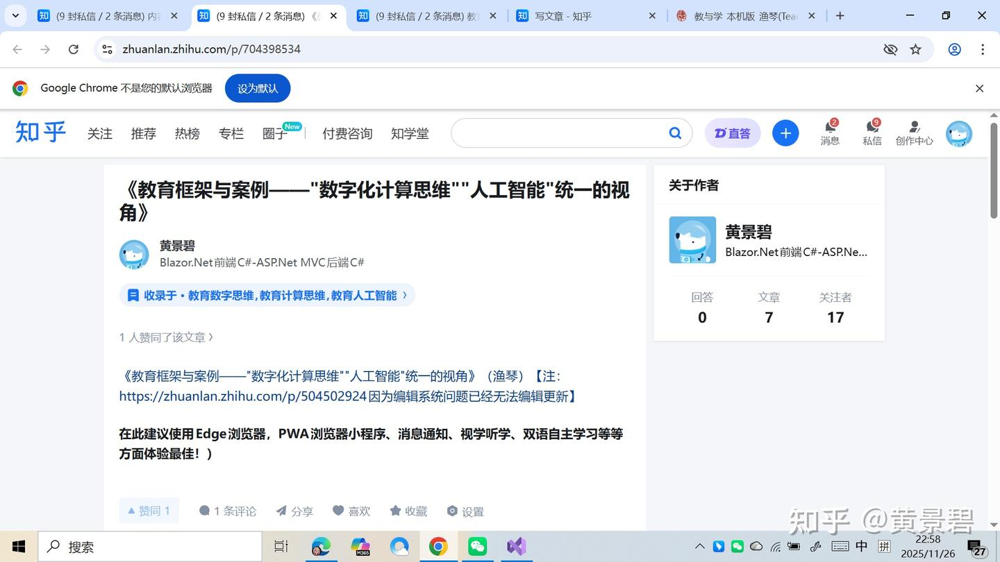 (9 封私信 / 2 条消息) 内
(9 封私信 / 2 条消息) 《
(9 封私信 / 2 条消息) 教
写文章 - 知乎
教与学 本机版 渔琴(Tea
zhuanlan.zhihu.com/p/704398534
Google Chrome 不是您的默认浏览器 设为默认
知乎 关注 推荐 热榜 专栏 圈子 New 付费咨询 知学堂 直答 2 消息 9 私信 创作中心
《教育框架与案例——"数字化计算思维""人工智能"统一的视
角》
黄景碧
Blazor.Net前端C#-ASP.Net MVC后端C#
收录于・教育数字思维,教育计算思维,教育人工智能
1 人赞同了该文章
《教育框架与案例——"数字化计算思维""人工智能"统一的视角》（渔琴）【注：
https://zhuanlan.zhihu.com/p/504502924因为编辑系统问题已经无法编辑更新】
在此建议使用Edge浏览器，PWA浏览器小程序、消息通知、视学听学、双语自主学习等等
方面体验最佳！)
赞同 1 1 条评论 分享 喜欢 收藏 设置
关于作者
黄景碧
Blazor.Net前端C#-ASP.Ne...
回答 文章 关注者
0 7 17
知乎 @黄景碧
搜索
M365
中 拼
22:58
2025/11/26
27